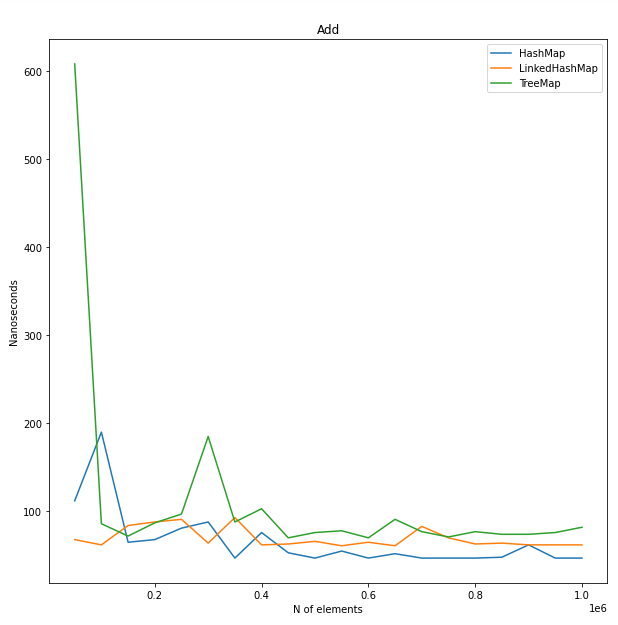 Add
HashMap
LinkedHashMap
TreeMap
600
500
400
300
200
100
Nanoseconds
0.2 0.4 0.6 0.8 1.0
N of elements 1e6